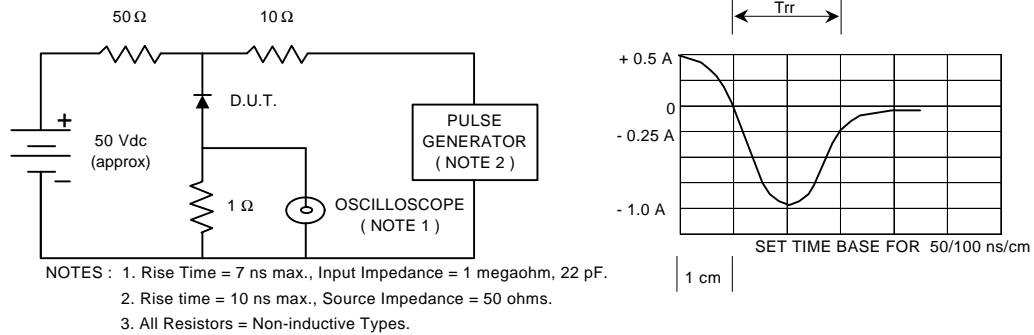 50 Ω
10 Ω
+
50 Vdc
(approx)
−
D.U.T.
1 Ω
OSCILLOSCOPE
( NOTE 1 )
PULSE
GENERATOR
( NOTE 2 )
NOTES : 1. Rise Time = 7 ns max., Input Impedance = 1 megaohm, 22 pF.
2. Rise time = 10 ns max., Source Impedance = 50 ohms.
3. All Resistors = Non-inductive Types.
Trr
+ 0.5 A
0
- 0.25 A
- 1.0 A
SET TIME BASE FOR 50/100 ns/cm
1 cm